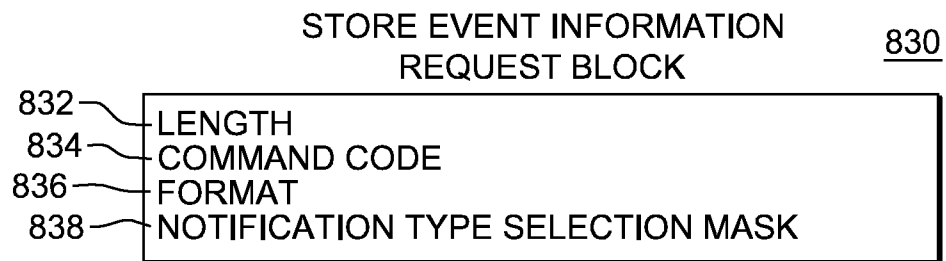 STORE EVENT INFORMATION
REQUEST BLOCK
830
832 LENGTH
834 COMMAND CODE
836 FORMAT
838 NOTIFICATION TYPE SELECTION MASK